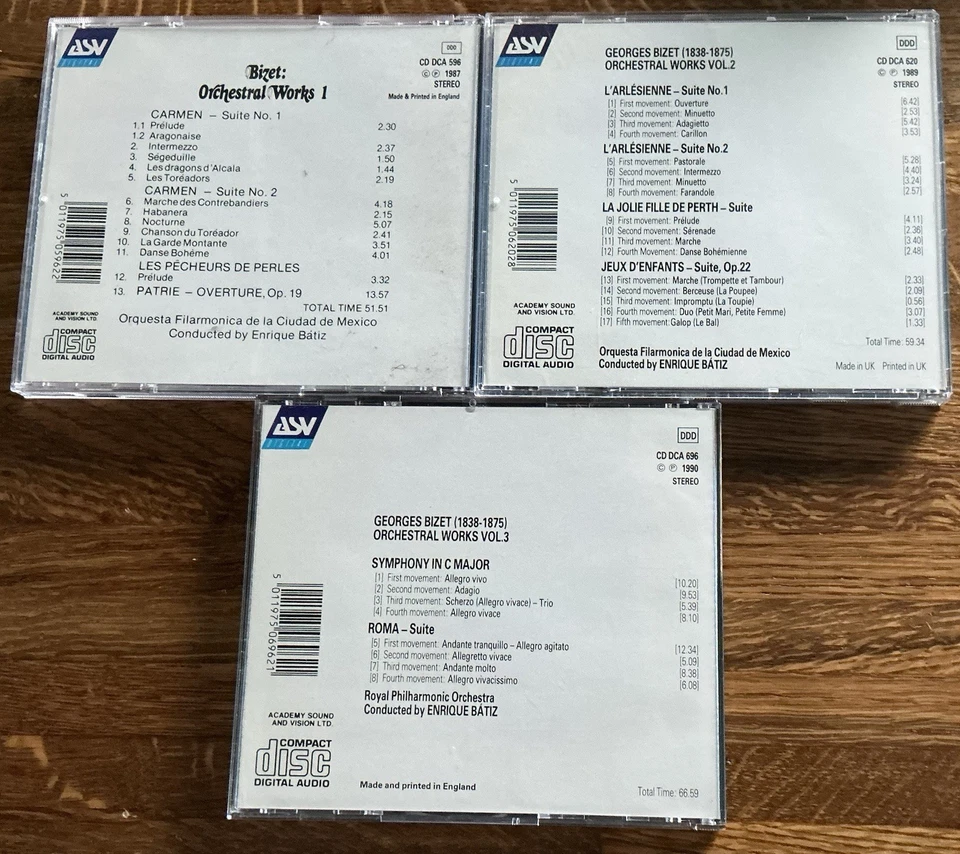 ASV
DIGITAL
DDD
CD DCA 596
© ℗ 1987
STEREO
Made & Printed in England
Bizet:
Orchestral Works 1
CARMEN – Suite No. 1
1.1 Prélude 2.30
1.2 Aragonaise
2. Intermezzo 2.37
3. Ségeduille 1.50
4. Les dragons d'Alcala 1.44
5. Les Toréadors 2.19
CARMEN – Suite No. 2
6. Marche des Contrebandiers 4.18
7. Habanera 2.15
8. Nocturne 5.07
9. Chanson du Toréador 2.41
10. La Garde Montante 3.51
11. Danse Bohéme 4.01
LES PÊCHEURS DE PERLES
12. Prélude 3.32
13. PATRIE – OVERTURE, Op. 19 13.57
TOTAL TIME 51.51
Orquesta Filarmonica de la Ciudad de Mexico
Conducted by Enrique Bátiz
5 011975 059622
ACADEMY SOUND
AND VISION LTD.
COMPACT
disc
DIGITAL AUDIO
ASV
DIGITAL
DDD
CD DCA 620
© ℗ 1989
STEREO
GEORGES BIZET (1838-1875)
ORCHESTRAL WORKS VOL.2
L'ARLÉSIENNE – Suite No.1
[1] First movement: Ouverture [6.42]
[2] Second movement: Minuetto [2.53]
[3] Third movement: Adagietto [5.42]
[4] Fourth movement: Carillon [3.53]
L'ARLÉSIENNE – Suite No.2
[5] First movement: Pastorale [5.28]
[6] Second movement: Intermezzo [4.40]
[7] Third movement: Minuetto [3.24]
[8] Fourth movement: Farandole [2.57]
LA JOLIE FILLE DE PERTH – Suite
[9] First movement: Prélude [4.11]
[10] Second movement: Sérenade [2.36]
[11] Third movement: Marche [3.40]
[12] Fourth Movement: Danse Bohémienne [2.48]
JEUX D'ENFANTS – Suite, Op.22
[13] First movement: Marche (Trompette et Tambour) [2.33]
[14] Second movement: Berceuse (La Poupee) [2.09]
[15] Third movement: Impromptu (La Toupie) [0.56]
[16] Fourth movement: Duo (Petit Mari, Petite Femme) [3.07]
[17] Fifth movement: Galop (Le Bal) [1.33]
Total Time: 59.34
Orquesta Filarmonica de la Ciudad de Mexico
Conducted by ENRIQUE BÁTIZ
Made in UK Printed in UK
5 011975 062028
ACADEMY SOUND
AND VISION LTD.
COMPACT
disc
DIGITAL AUDIO
ASV
DIGITAL
DDD
CD DCA 696
© ℗ 1990
STEREO
GEORGES BIZET (1838-1875)
ORCHESTRAL WORKS VOL.3
SYMPHONY IN C MAJOR
[1] First movement: Allegro vivo [10.20]
[2] Second movement: Adagio [9.53]
[3] Third movement: Scherzo (Allegro vivace) – Trio [5.39]
[4] Fourth movement: Allegro vivace [8.10]
ROMA – Suite
[5] First movement: Andante tranquillo – Allegro agitato [12.34]
[6] Second movement: Allegretto vivace [5.09]
[7] Third movement: Andante molto [8.38]
[8] Fourth movement: Allegro vivacissimo [6.08]
Royal Philharmonic Orchestra
Conducted by ENRIQUE BÁTIZ
5 011975 069621
ACADEMY SOUND
AND VISION LTD.
COMPACT
disc
DIGITAL AUDIO
Made and printed in England
Total Time: 66.59